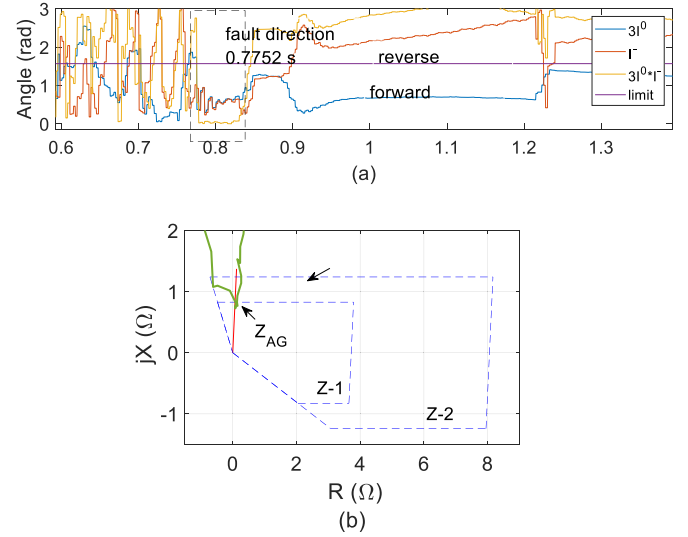 Angle (rad)
3
2
1
0
fault direction
0.7752 s
reverse
forward
3I⁰
I⁻
3I⁰*I⁻
limit
0.6 0.7 0.8 0.9 1 1.1 1.2 1.3
(a)
jX (Ω)
2
1
0
-1
Z_AG
Z-1
Z-2
0 2 4 6 8
R (Ω)
(b)